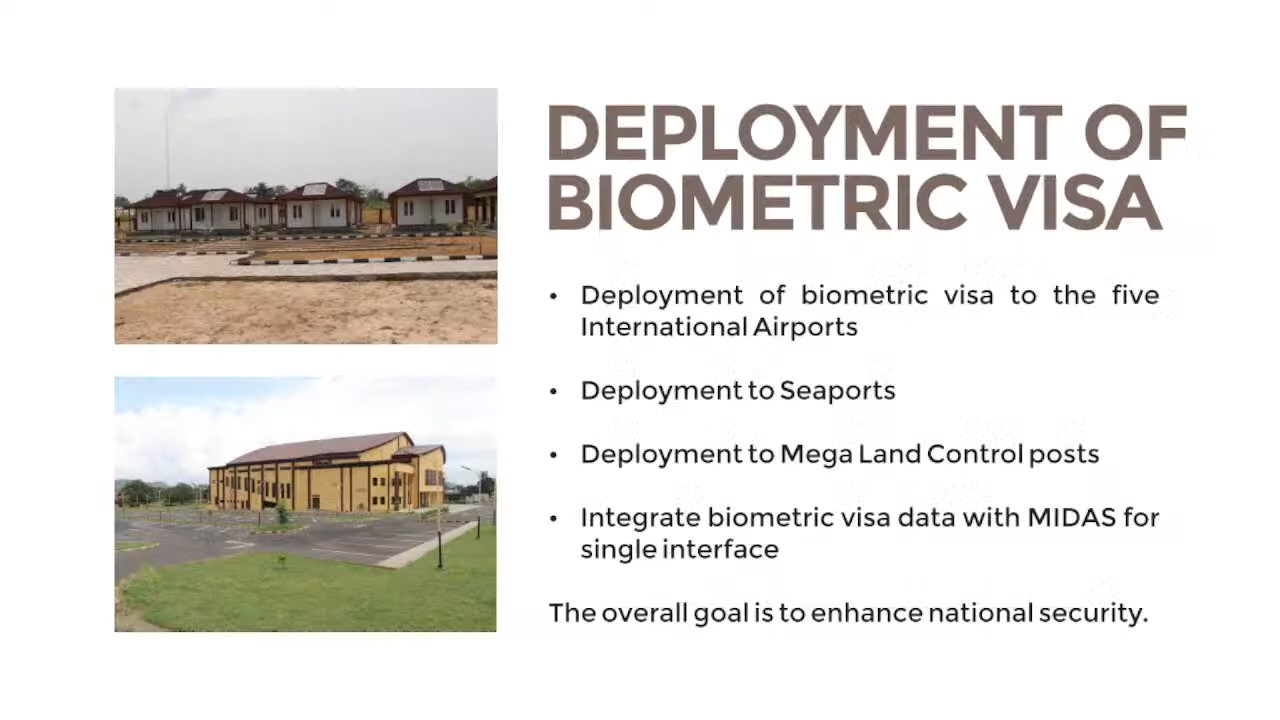 DEPLOYMENT OF
BIOMETRIC VISA
• Deployment of biometric visa to the five
International Airports
• Deployment to Seaports
• Deployment to Mega Land Control posts
• Integrate biometric visa data with MIDAS for
single interface
The overall goal is to enhance national security.